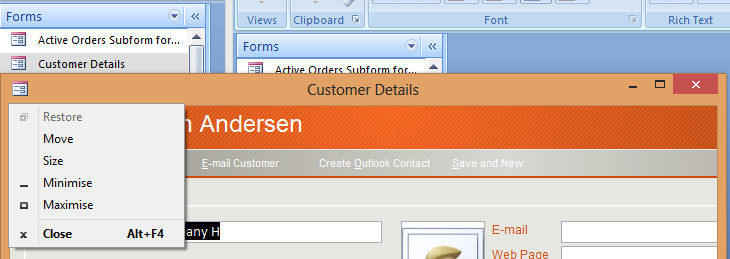 Forms
Active Orders Subform for...
Customer Details
Views
Clipboard
Font
Rich Text
Forms
Active Orders Subform for...
Customer Details
Andersen
E-mail Customer
Create Outlook Contact
Save and New
Restore
Move
Size
Minimise
Maximise
Close Alt+F4
E-mail
Web Page